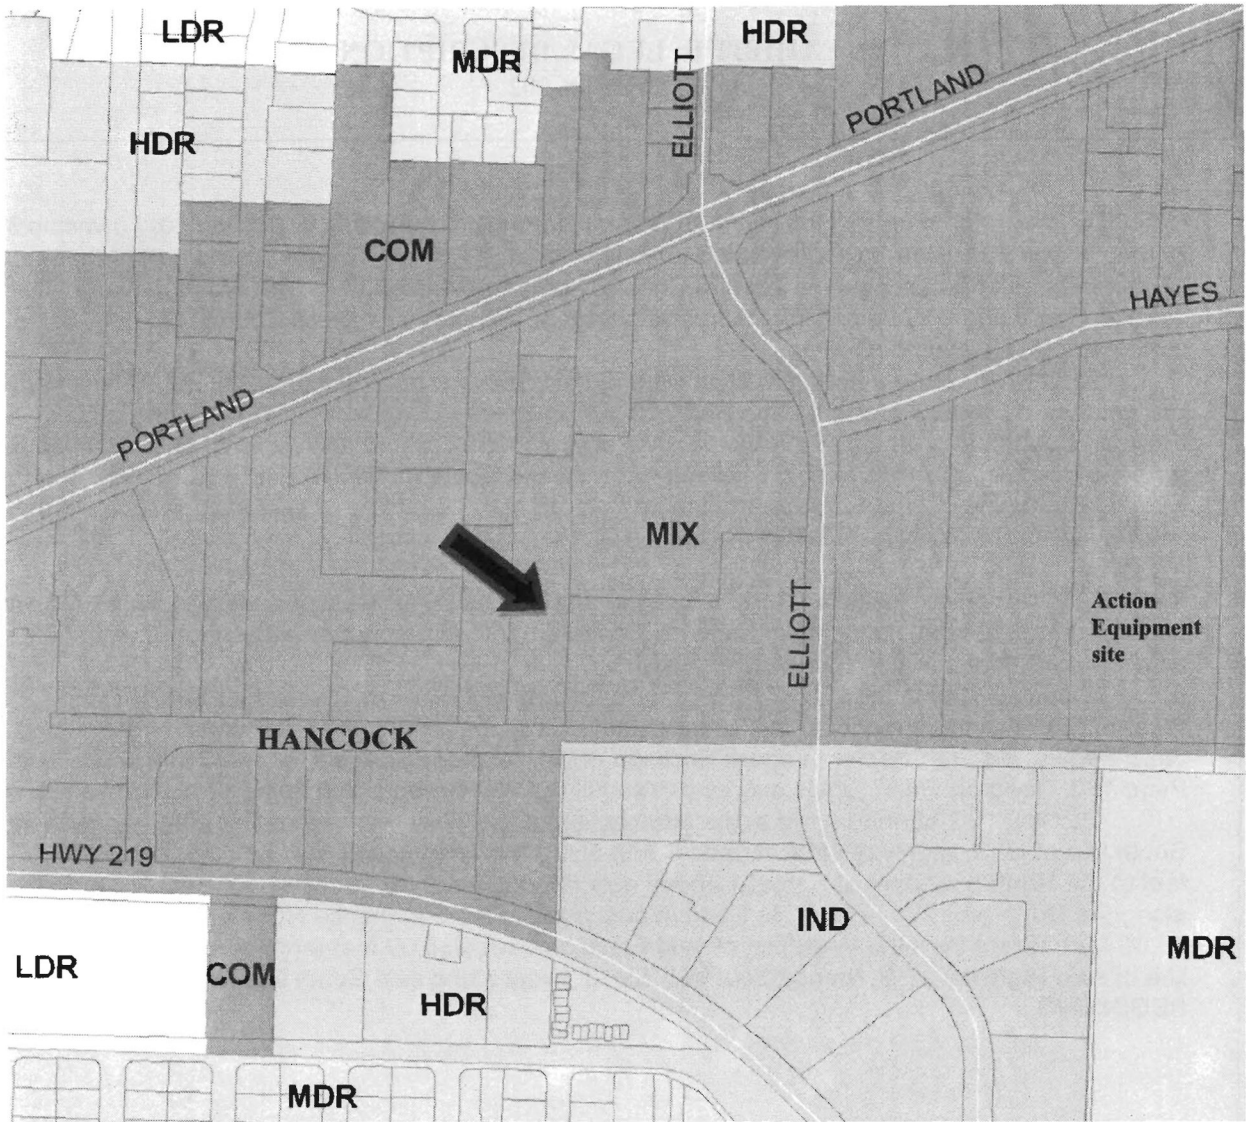 LDR
HDR
MDR
ELLIOTT
PORTLAND
HDR
COM
HAYES
PORTLAND
MIX
ELLIOTT
Action
Equipment
site
HANCOCK
HWY 219
IND
MDR
LDR
COM
HDR
MDR